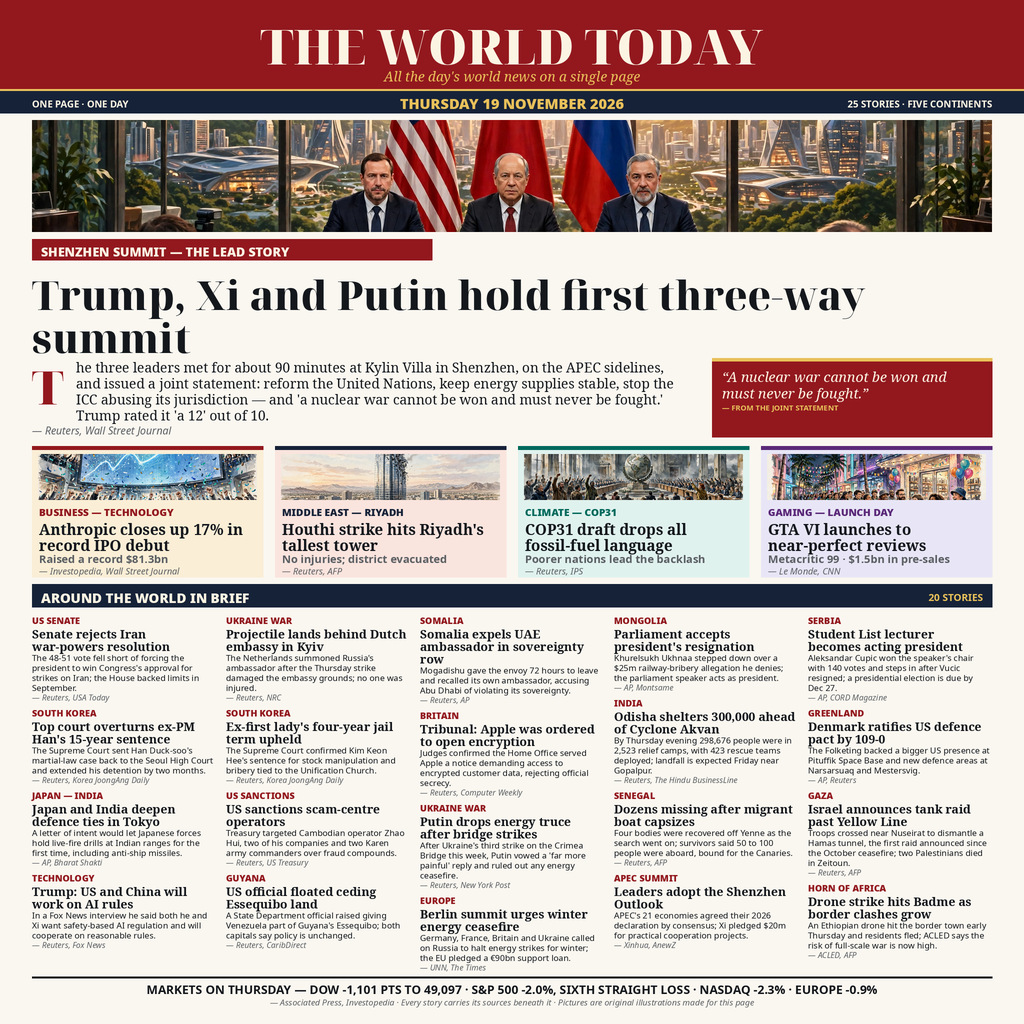 THE WORLD TODAY
All the day's world news on a single page
ONE PAGE · ONE DAY
THURSDAY 19 NOVEMBER 2026
25 STORIES · FIVE CONTINENTS
SHENZHEN SUMMIT — THE LEAD STORY
Trump, Xi and Putin hold first three-way
summit
The three leaders met for about 90 minutes at Kylin Villa in Shenzhen, on the APEC sidelines,
and issued a joint statement: reform the United Nations, keep energy supplies stable, stop the
ICC abusing its jurisdiction — and 'a nuclear war cannot be won and must never be fought.'
Trump rated it 'a 12' out of 10.
— Reuters, Wall Street Journal
“A nuclear war cannot be won and
must never be fought.”
— FROM THE JOINT STATEMENT
BUSINESS — TECHNOLOGY
Anthropic closes up 17% in
record IPO debut
Raised a record $81.3bn
— Investopedia, Wall Street Journal
MIDDLE EAST — RIYADH
Houthi strike hits Riyadh's
tallest tower
No injuries; district evacuated
— Reuters, AFP
CLIMATE — COP31
COP31 draft drops all
fossil-fuel language
Poorer nations lead the backlash
— Reuters, IPS
GAMING — LAUNCH DAY
GTA VI launches to
near-perfect reviews
Metacritic 99 · $1.5bn in pre-sales
— Le Monde, CNN
AROUND THE WORLD IN BRIEF
20 STORIES
US SENATE
Senate rejects Iran
war-powers resolution
The 48-51 vote fell short of forcing the
president to win Congress's approval for
strikes on Iran; the House backed limits in
September.
— Reuters, USA Today
SOUTH KOREA
Top court overturns ex-PM
Han's 15-year sentence
The Supreme Court sent Han Duck-soo's
martial-law case back to the Seoul High Court
and extended his detention by two months.
— Reuters, Korea JoongAng Daily
JAPAN — INDIA
Japan and India deepen
defence ties in Tokyo
A letter of intent would let Japanese forces
hold live-fire drills at Indian ranges for the
first time, including anti-ship missiles.
— AP, Bharat Shakti
TECHNOLOGY
Trump: US and China will
work on AI rules
In a Fox News interview he said both he and
Xi want safety-based AI regulation and will
cooperate on reasonable rules.
— Reuters, Fox News
UKRAINE WAR
Projectile lands behind Dutch
embassy in Kyiv
The Netherlands summoned Russia's
ambassador after the Thursday strike
damaged the embassy grounds; no one was
injured.
— Reuters, NRC
SOUTH KOREA
Ex-first lady's four-year jail
term upheld
The Supreme Court confirmed Kim Keon
Hee's sentence for stock manipulation and
bribery tied to the Unification Church.
— Reuters, Korea JoongAng Daily
US SANCTIONS
US sanctions scam-centre
operators
Treasury targeted Cambodian operator Zhao
Hui, two of his companies and two Karen
army commanders over fraud compounds.
— Reuters, US Treasury
GUYANA
US official floated ceding
Essequibo land
A State Department official raised giving
Venezuela part of Guyana's Essequibo; both
capitals say policy is unchanged.
— Reuters, CaribDirect
SOMALIA
Somalia expels UAE
ambassador in sovereignty
row
Mogadishu gave the envoy 72 hours to leave
and recalled its own ambassador, accusing
Abu Dhabi of violating its sovereignty.
— Reuters, AP
BRITAIN
Tribunal: Apple was ordered
to open encryption
Judges confirmed the Home Office served
Apple a notice demanding access to
encrypted customer data, rejecting official
secrecy.
— Reuters, Computer Weekly
UKRAINE WAR
Putin drops energy truce
after bridge strikes
After Ukraine's third strike on the Crimea
Bridge this week, Putin vowed a 'far more
painful' reply and ruled out any energy
ceasefire.
— Reuters, New York Post
EUROPE
Berlin summit urges winter
energy ceasefire
Germany, France, Britain and Ukraine called
on Russia to halt energy strikes for winter;
the EU pledged a €90bn support loan.
— UNN, The Times
MONGOLIA
Parliament accepts
president's resignation
Khurelsukh Ukhnaa stepped down over a
$25m railway-bribery allegation he denies;
the parliament speaker acts as president.
— AP, Montsame
INDIA
Odisha shelters 300,000 ahead
of Cyclone Akvan
By Thursday evening 298,676 people were in
2,523 relief camps, with 423 rescue teams
deployed; landfall is expected Friday near
Gopalpur.
— Reuters, The Hindu BusinessLine
SENEGAL
Dozens missing after migrant
boat capsizes
Four bodies were recovered off Yenne as the
search went on; survivors said 50 to 100
people were aboard, bound for the Canaries.
— Reuters, AFP
APEC SUMMIT
Leaders adopt the Shenzhen
Outlook
APEC's 21 economies agreed their 2026
declaration by consensus; Xi pledged $20m
for practical cooperation projects.
— Xinhua, AnewZ
SERBIA
Student List lecturer
becomes acting president
Aleksandar Cupic won the speaker's chair
with 140 votes and steps in after Vucic
resigned; a presidential election is due by
Dec 27.
— AP, CORD Magazine
GREENLAND
Denmark ratifies US defence
pact by 109-0
The Folketing backed a bigger US presence at
Pituffik Space Base and new defence areas at
Narsarsuaq and Mestersvig.
— AP, Reuters
GAZA
Israel announces tank raid
past Yellow Line
Troops crossed near Nuseirat to dismantle a
Hamas tunnel, the first raid announced since
the October ceasefire; two Palestinians died
in Zeitoun.
— Reuters, AFP
HORN OF AFRICA
Drone strike hits Badme as
border clashes grow
An Ethiopian drone hit the border town early
Thursday and residents fled; ACLED says the
risk of full-scale war is now high.
— ACLED, AFP
MARKETS ON THURSDAY — DOW -1,101 PTS TO 49,097 · S&P 500 -2.0%, SIXTH STRAIGHT LOSS · NASDAQ -2.3% · EUROPE -0.9%
— Associated Press, Investopedia · Every story carries its sources beneath it · Pictures are original illustrations made for this page